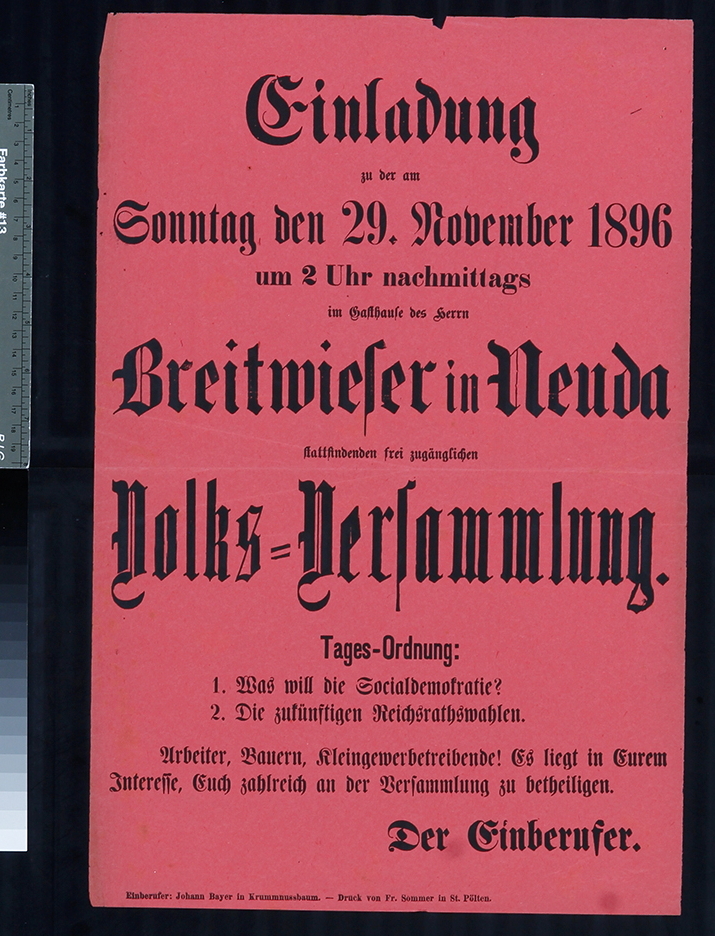 Einladung
zu der am
Sonntag den 29. November 1896
um 2 Uhr nachmittags
im Gasthause des Herrn
Breitwieser in Neuda
stattfindenden frei zugänglichen
Volks=Versammlung.
Tages-Ordnung:
1. Was will die Socialdemokratie?
2. Die zukünftigen Reichsrathswahlen.
Arbeiter, Bauern, Kleingewerbetreibende! Es liegt in Eurem
Interesse, Euch zahlreich an der Versammlung zu betheiligen.
Der Einberufer.
Einberufer: Johann Bayer in Krummnussbaum. — Druck von Fr. Sommer in St. Pölten.
Farbkarte #13
Centimetres
Inches
B.I.G.